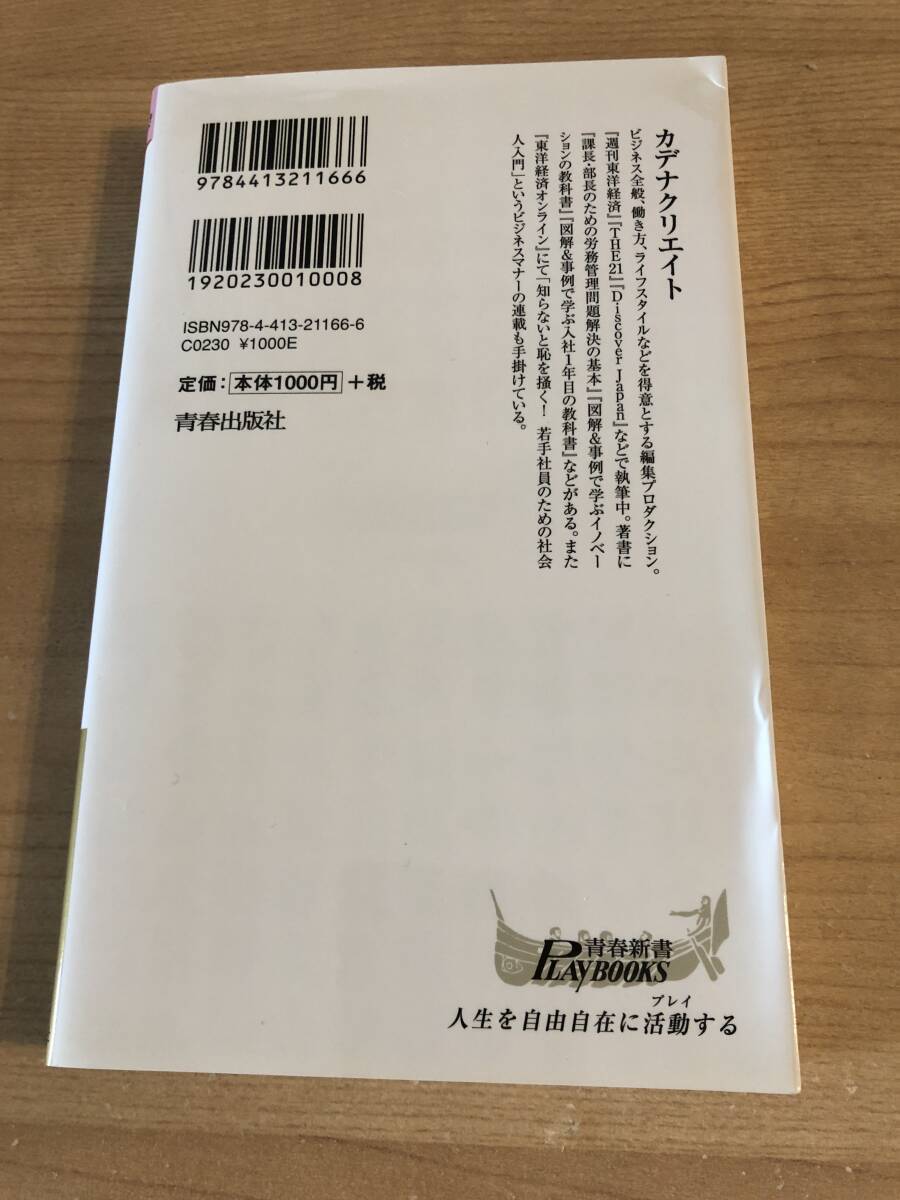 カデナクリエイト
ビジネス全般、働き方、ライフスタイルなどを得意とする編集プロダクション。
『週刊東洋経済』『THE21』『Discover Japan』などで執筆中。著書に
『課長・部長のための労務管理問題解決の基本』『図解&事例で学ぶイノベー
ションの教科書』『図解&事例で学ぶ入社1年目の教科書』などがある。また
『東洋経済オンライン』にて「知らないと恥を掻く! 若手社員のための社会
人入門」というビジネスマナーの連載も手掛けている。
9784413211666
1920230010008
ISBN978-4-413-21166-6
C0230 ¥1000E
定価：本体1000円+税
青春出版社
青春新書
PLAYBOOKS
プレイ
人生を自由自在に活動する